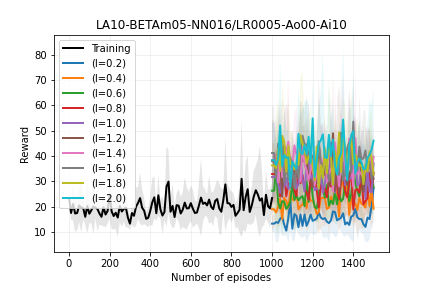 LA10-BETAm05-NN016/LR0005-Ao00-Ai10
Reward
80
70
60
50
40
30
20
10
Training
(l=0.2)
(l=0.4)
(l=0.6)
(l=0.8)
(l=1.0)
(l=1.2)
(l=1.4)
(l=1.6)
(l=1.8)
(l=2.0)
0 200 400 600 800 1000 1200 1400
Number of episodes